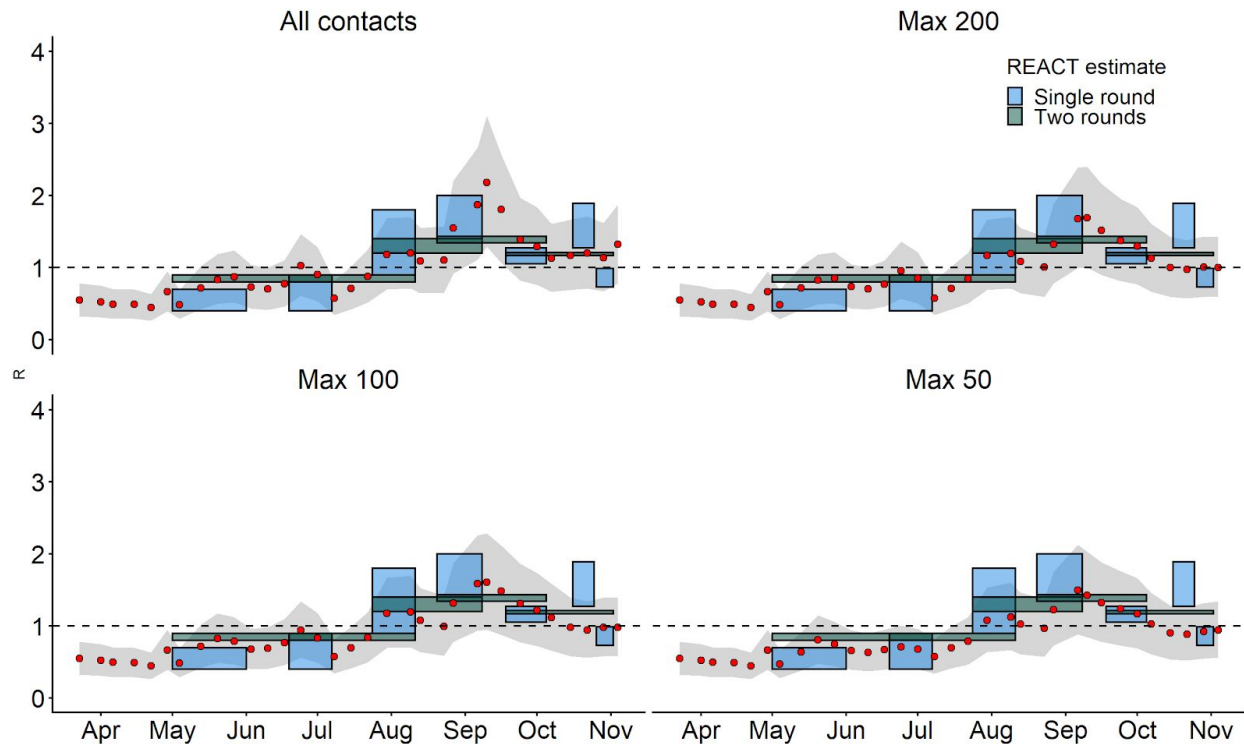 All contacts
Max 200
4
3
2
1
0
REACT estimate
Single round
Two rounds
R
Max 100
Max 50
4
3
2
1
0
Apr May Jun Jul Aug Sep Oct Nov
Apr May Jun Jul Aug Sep Oct Nov